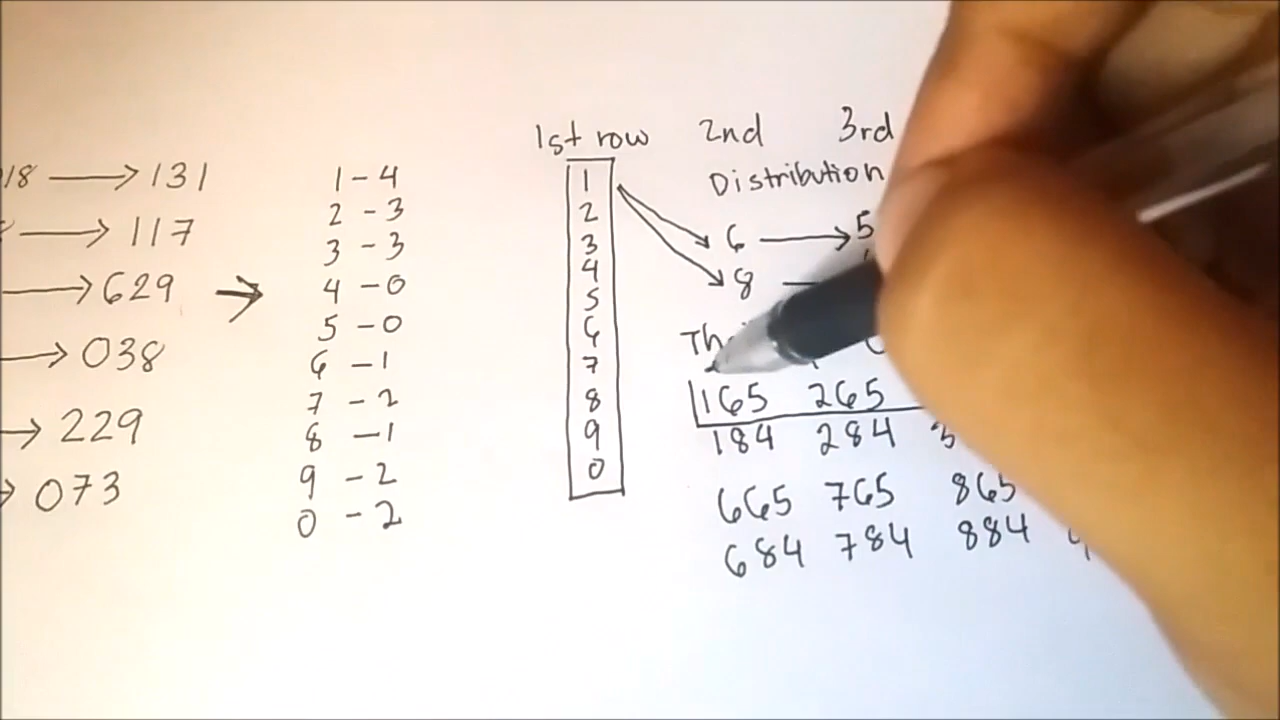 18 → 131
→ 117
→ 629 →
→ 038
→ 229
→ 073
1 - 4
2 - 3
3 - 3
4 - 0
5 - 0
6 - 1
7 - 2
8 - 1
9 - 2
0 - 2
1st row 2nd 3rd
Distribution
1
2
3
4
5
6
7
8
9
0
6 → 5
8
165 265
184 284 3
665 765 865
684 784 884